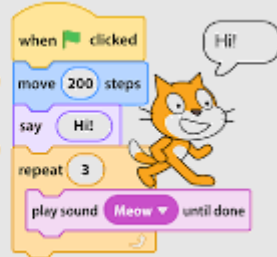 when clicked
Hi!
move 200 steps
say Hi!
repeat 3
play sound Meow until done